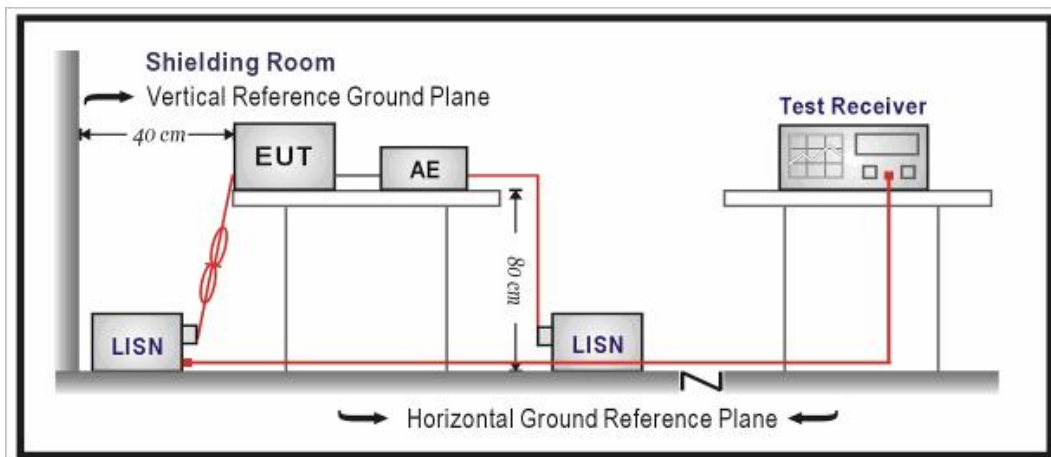 Shielding Room
Vertical Reference Ground Plane
40 cm
Test Receiver
EUT
AE
80 cm
LISN
LISN
Horizontal Ground Reference Plane